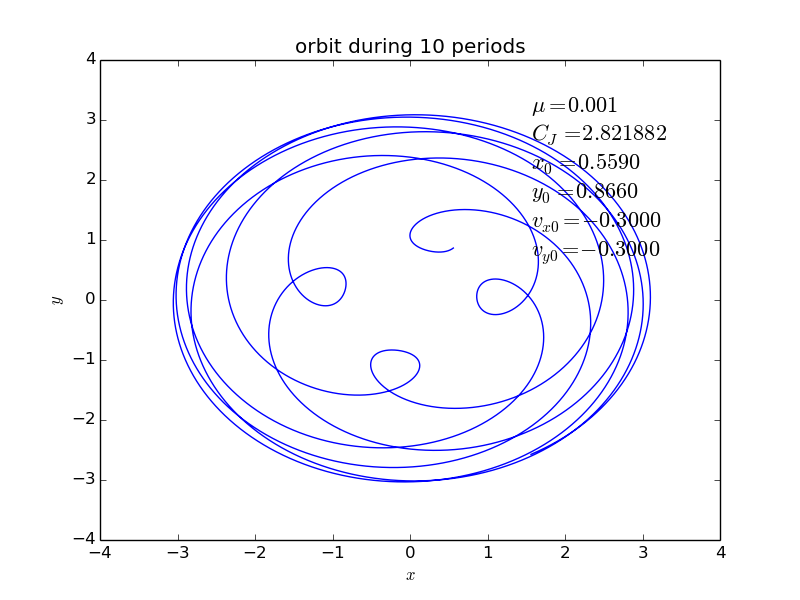 orbit during 10 periods
4
3
2
1
0
−1
−2
−3
−4
y
μ=0.001
C_J=2.821882
x_0=0.5590
y_0=0.8660
v_x0=−0.3000
v_y0=−0.3000
−4 −3 −2 −1 0 1 2 3 4
x